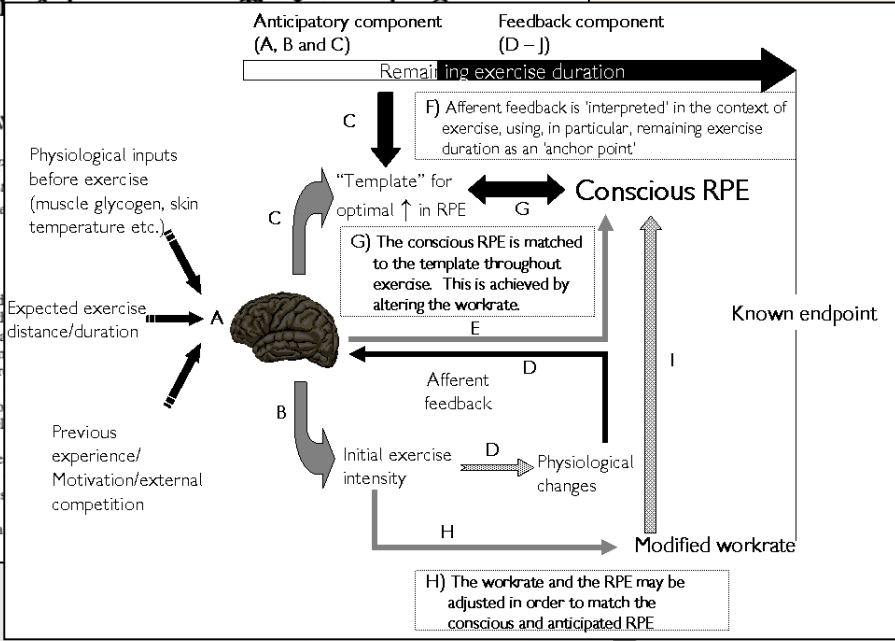 Anticipatory component
(A, B and C)
Feedback component
(D – J)
Remaining exercise duration
C
F) Afferent feedback is 'interpreted' in the context of
exercise, using, in particular, remaining exercise
duration as an 'anchor point'
Physiological inputs
before exercise
(muscle glycogen, skin
temperature etc.)
C
"Template" for
optimal ↑ in RPE
G
Conscious RPE
G) The conscious RPE is matched
to the template throughout
exercise. This is achieved by
altering the workrate.
Expected exercise
distance/duration
A
E
Known endpoint
D
I
Afferent
feedback
B
Previous
experience/
Motivation/external
competition
Initial exercise
intensity
D
Physiological
changes
H
Modified workrate
H) The workrate and the RPE may be
adjusted in order to match the
conscious and anticipated RPE